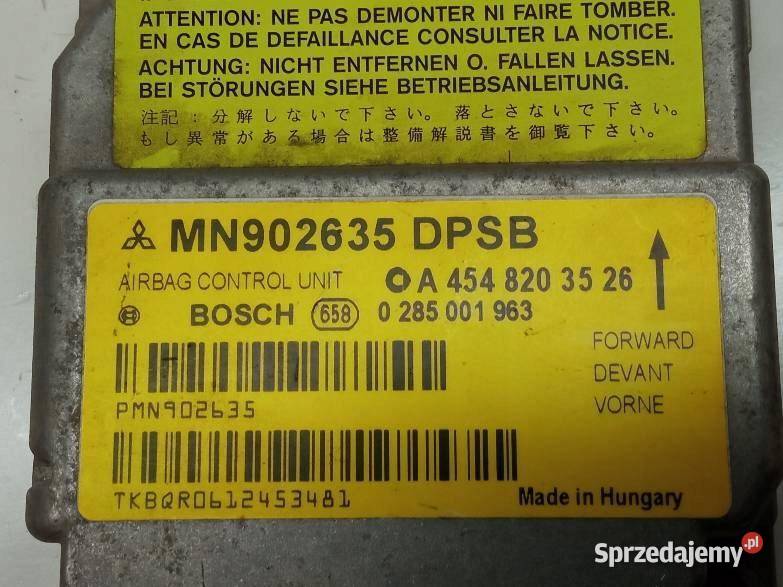 ATTENTION: NE PAS DEMONTER NI FAIRE TOMBER.
EN CAS DE DEFAILLANCE CONSULTER LA NOTICE.
ACHTUNG: NICHT ENTFERNEN O. FALLEN LASSEN.
BEI STÖRUNGEN SIEHE BETRIEBSANLEITUNG.
注記：分解しないで下さい。落とさないで下さい。
もし異常がある場合は整備解説書を御覧下さい。
MN902635 DPSB
AIRBAG CONTROL UNIT A 454 820 35 26
BOSCH 658 0 285 001 963
FORWARD
DEVANT
VORNE
PMN902635
TKBQR0612453481
Made in Hungary
Sprzedajemy.pl